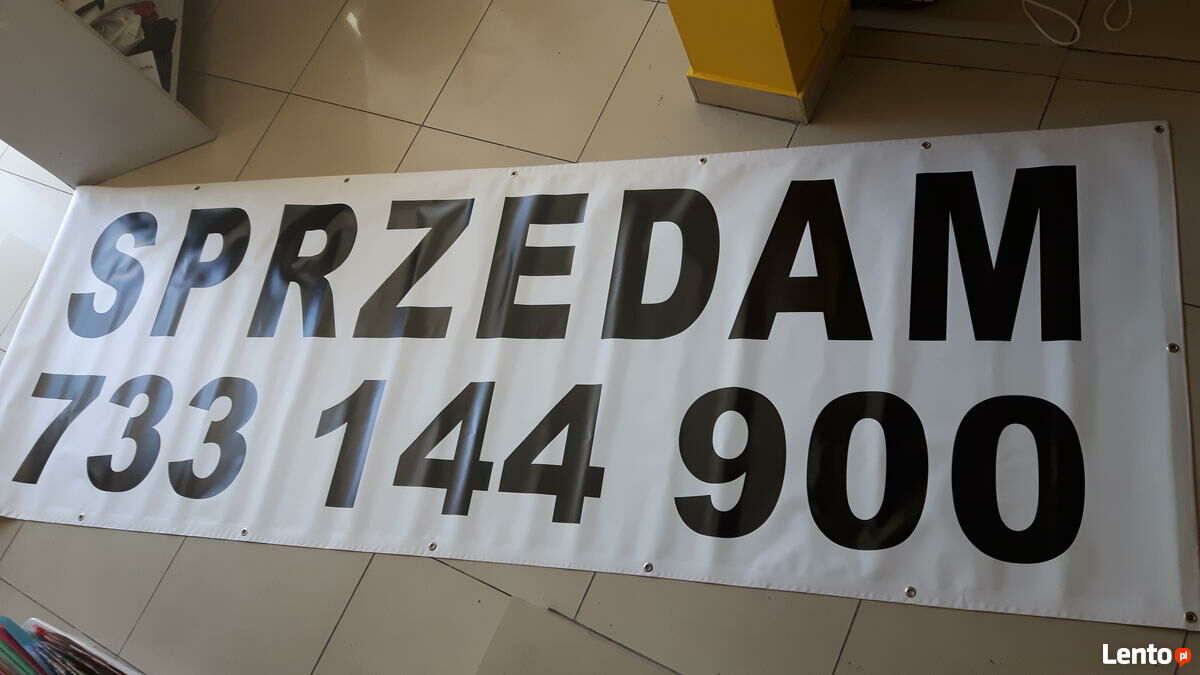 SPRZEDAM
733 144 900
Lento.pl